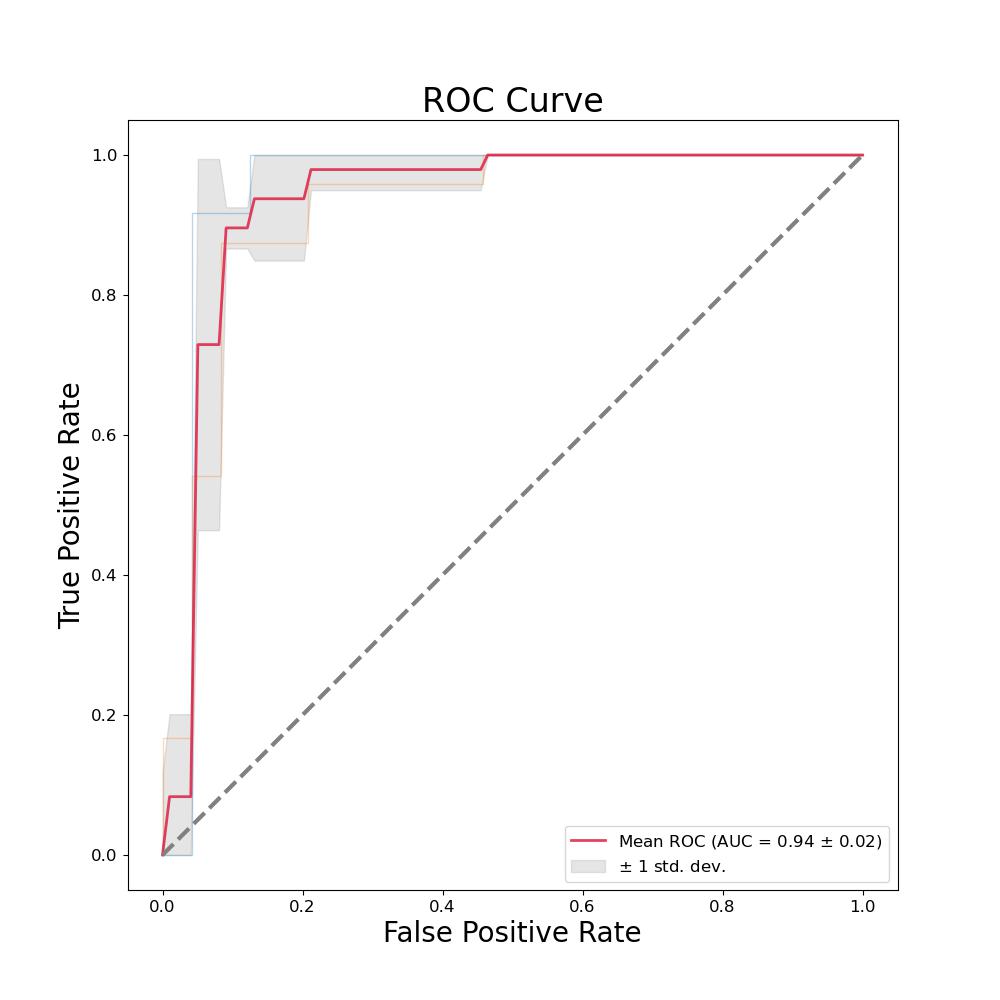 ROC Curve
True Positive Rate
1.0
0.8
0.6
0.4
0.2
0.0
Mean ROC (AUC = 0.94 ± 0.02)
± 1 std. dev.
0.0 0.2 0.4 0.6 0.8 1.0
False Positive Rate